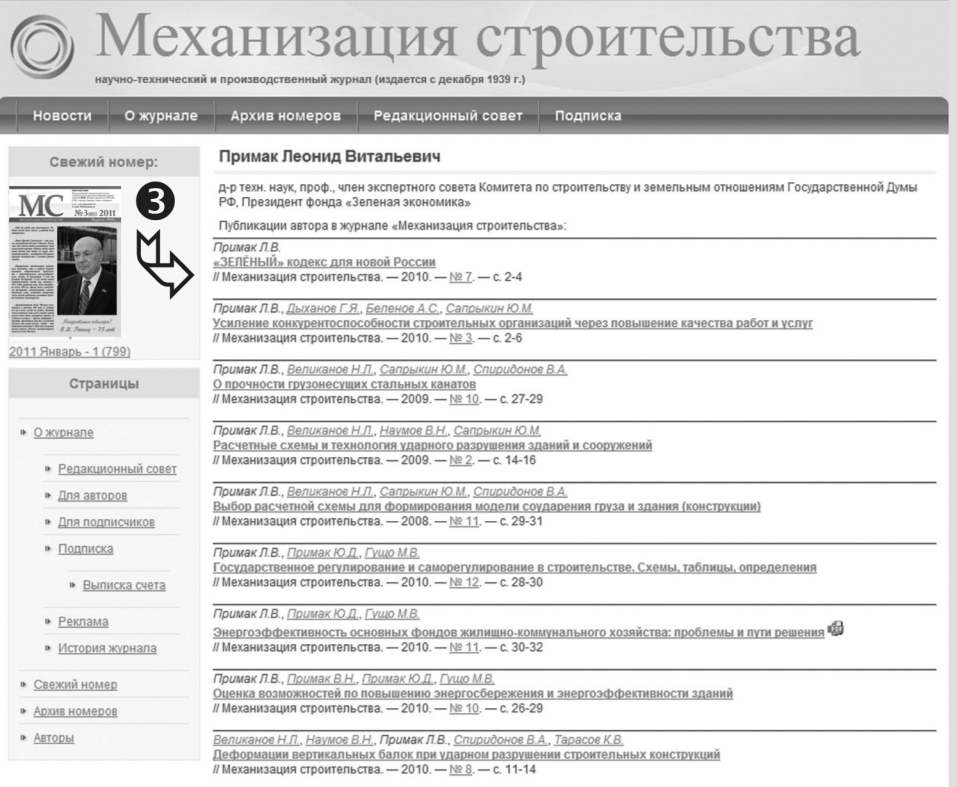 Механизация строительства
научно-технический и производственный журнал (издается с декабря 1939 г.)
Новости О журнале Архив номеров Редакционный совет Подписка
Свежий номер:
МС
№ 3 2011
В.И. Ресину — 75 лет
2011 Январь - 1 (799)
Страницы
О журнале
Редакционный совет
Для авторов
Для подписчиков
Подписка
Выписка счета
Реклама
История журнала
Свежий номер
Архив номеров
Авторы
❸
Примак Леонид Витальевич
д-р техн. наук, проф., член экспертного совета Комитета по строительству и земельным отношениям Государственной Думы
РФ, Президент фонда «Зеленая экономика»
Публикации автора в журнале «Механизация строительства»:
Примак Л.В.
«ЗЕЛЁНЫЙ» кодекс для новой России
// Механизация строительства. — 2010. — № 7. — с. 2-4
Примак Л.В., Дыханов Г.Я., Беленов А.С., Сапрыкин Ю.М.
Усиление конкурентоспособности строительных организаций через повышение качества работ и услуг
// Механизация строительства. — 2010. — № 3. — с. 2-6
Примак Л.В., Великанов Н.Л., Сапрыкин Ю.М., Спиридонов В.А.
О прочности грузонесущих стальных канатов
// Механизация строительства. — 2009. — № 10. — с. 27-29
Примак Л.В., Великанов Н.Л., Наумов В.Н., Сапрыкин Ю.М.
Расчетные схемы и технология ударного разрушения зданий и сооружений
// Механизация строительства. — 2009. — № 2. — с. 14-16
Примак Л.В., Великанов Н.Л., Сапрыкин Ю.М., Спиридонов В.А.
Выбор расчетной схемы для формирования модели соударения груза и здания (конструкции)
// Механизация строительства. — 2008. — № 11. — с. 29-31
Примак Л.В., Примак Ю.Д., Гущо М.В.
Государственное регулирование и саморегулирование в строительстве. Схемы, таблицы, определения
// Механизация строительства. — 2010. — № 12. — с. 28-30
Примак Л.В., Примак Ю.Д., Гущо М.В.
Энергоэффективность основных фондов жилищно-коммунального хозяйства: проблемы и пути решения
// Механизация строительства. — 2010. — № 11. — с. 30-32
Примак Л.В., Примак В.Н., Примак Ю.Д., Гущо М.В.
Оценка возможностей по повышению энергосбережения и энергоэффективности зданий
// Механизация строительства. — 2010. — № 10. — с. 26-29
Великанов Н.Л., Наумов В.Н., Примак Л.В., Спиридонов В.А., Тарасов К.В.
Деформации вертикальных балок при ударном разрушении строительных конструкций
// Механизация строительства. — 2010. — № 8. — с. 11-14